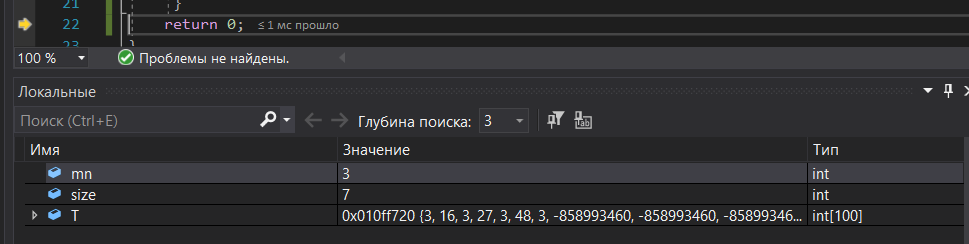 21 }
22 return 0; ≤ 1 мс прошло
23 }
100 % Проблемы не найдены.
Локальные
Поиск (Ctrl+E) Глубина поиска: 3
Имя Значение Тип
mn 3 int
size 7 int
T 0x010ff720 {3, 16, 3, 27, 3, 48, 3, -858993460, -858993460, -85899346... int[100]